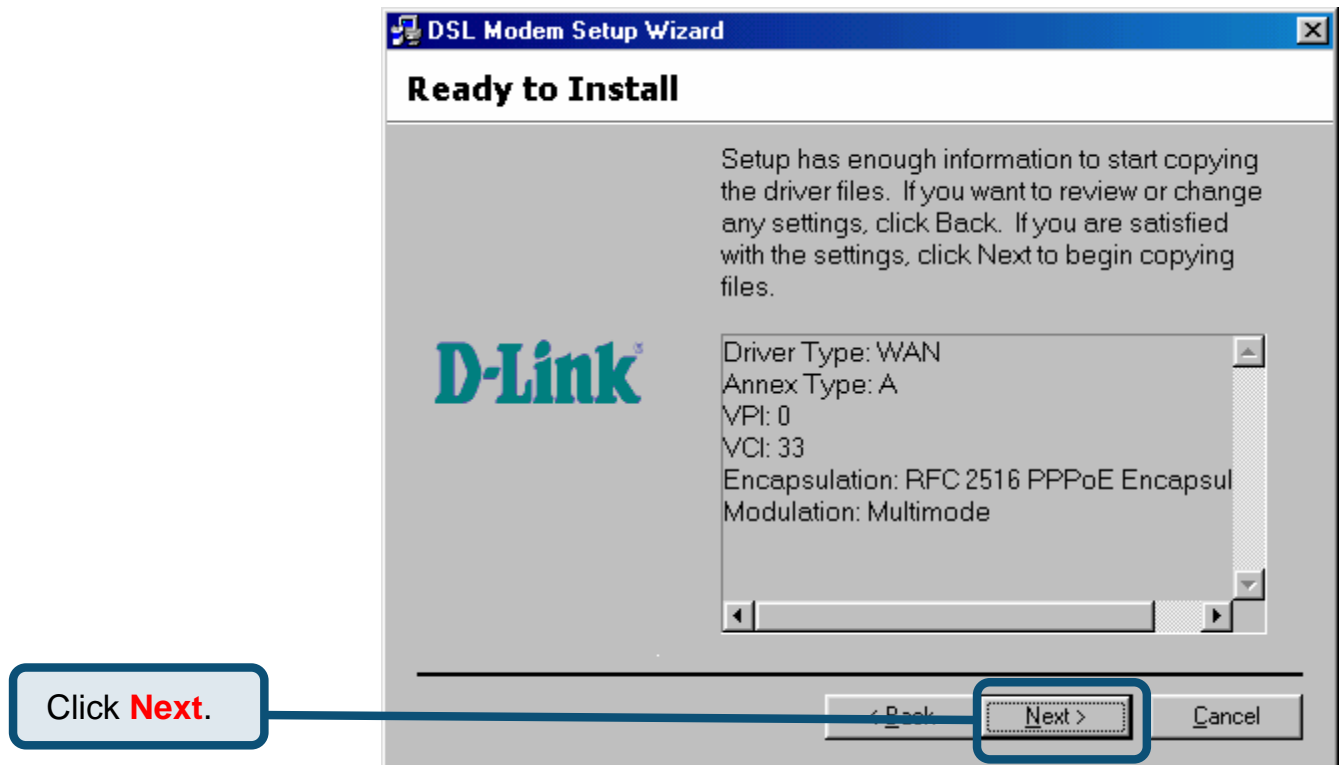 DSL Modem Setup Wizard
Ready to Install
Setup has enough information to start copying
the driver files. If you want to review or change
any settings, click Back. If you are satisfied
with the settings, click Next to begin copying
files.
D-Link
Driver Type: WAN
Annex Type: A
VPI: 0
VCI: 33
Encapsulation: RFC 2516 PPPoE Encapsul
Modulation: Multimode
Click Next.
< Back
Next >
Cancel